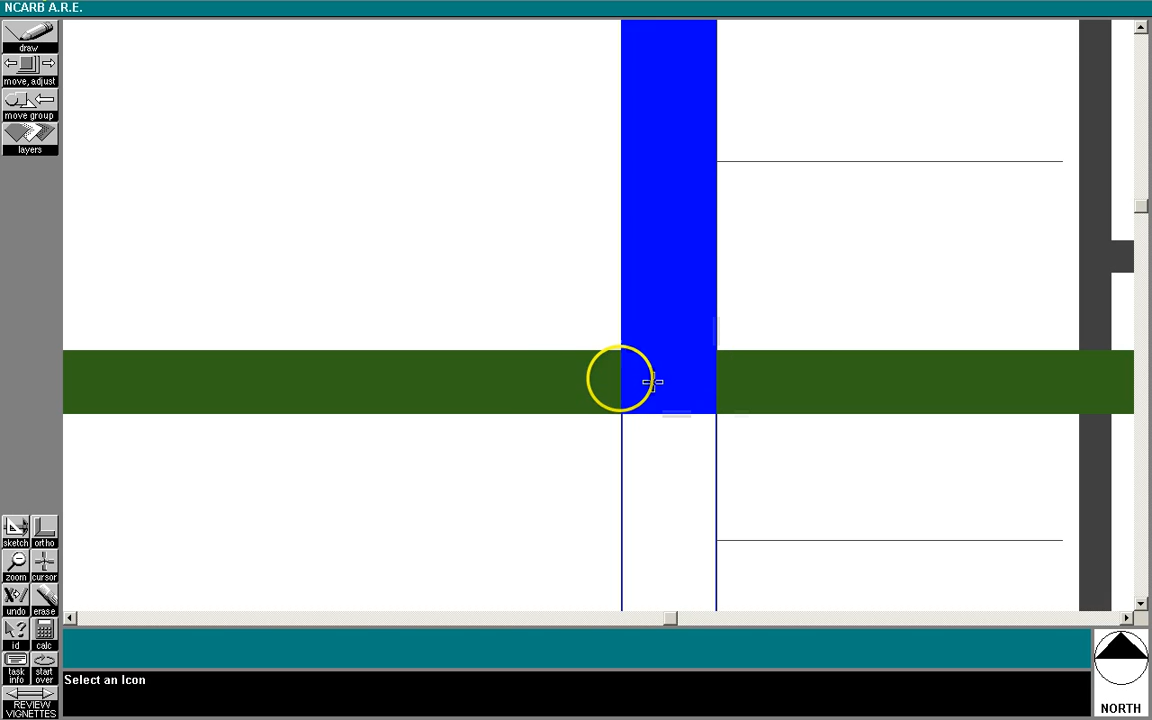 NCARB A.R.E.
draw
move, adjust
move group
layers
sketch ortho
zoom cursor
undo erase
id calc
task info start over
REVIEW VIGNETTES
Select an Icon
NORTH